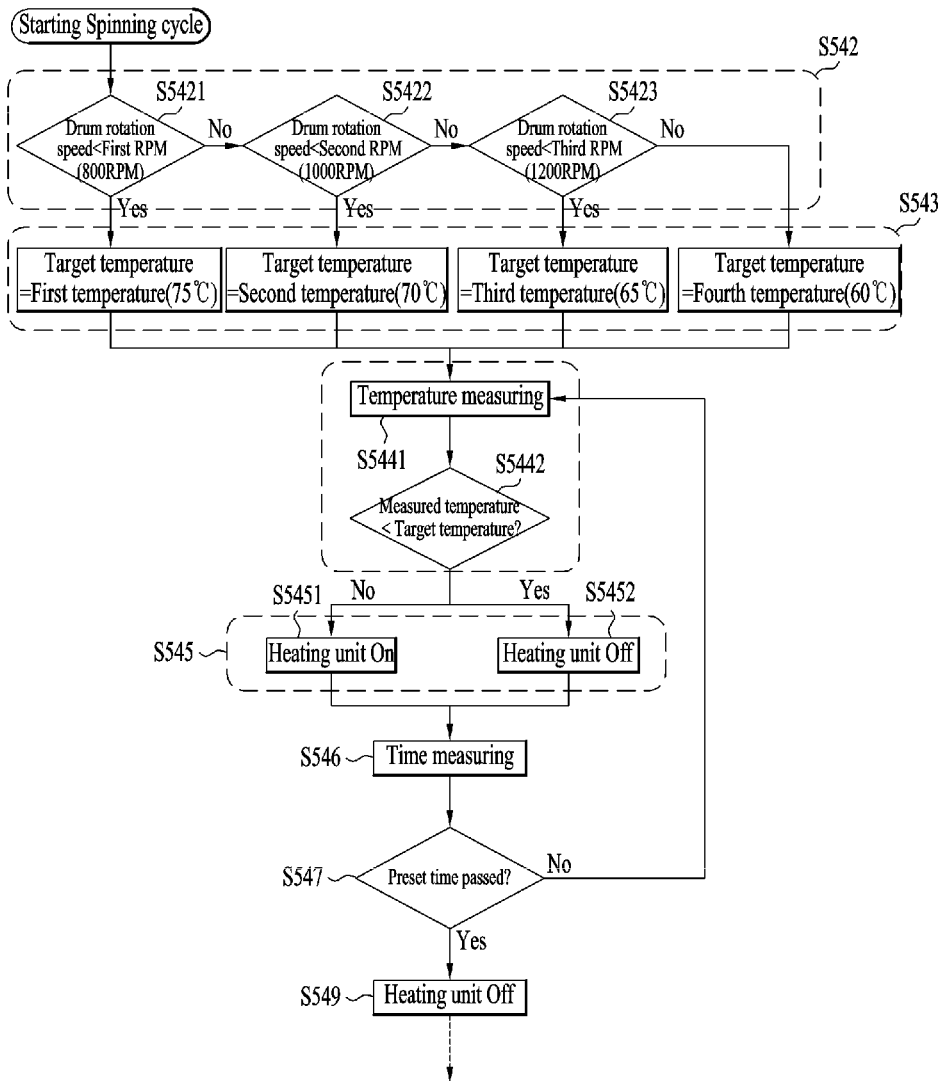 Starting Spinning cycle
S542
S5421
S5422
S5423
Drum rotation
speed<First RPM
(800RPM)
No
Drum rotation
speed<Second RPM
(1000RPM)
No
Drum rotation
speed<Third RPM
(1200RPM)
No
Yes
Yes
Yes
S543
Target temperature
=First temperature(75℃)
Target temperature
=Second temperature(70℃)
Target temperature
=Third temperature(65℃)
Target temperature
=Fourth temperature(60℃)
Temperature measuring
S5441
S5442
Measured temperature
< Target temperature?
No
Yes
S5451
S5452
S545
Heating unit On
Heating unit Off
S546
Time measuring
S547
Preset time passed?
No
Yes
S549
Heating unit Off